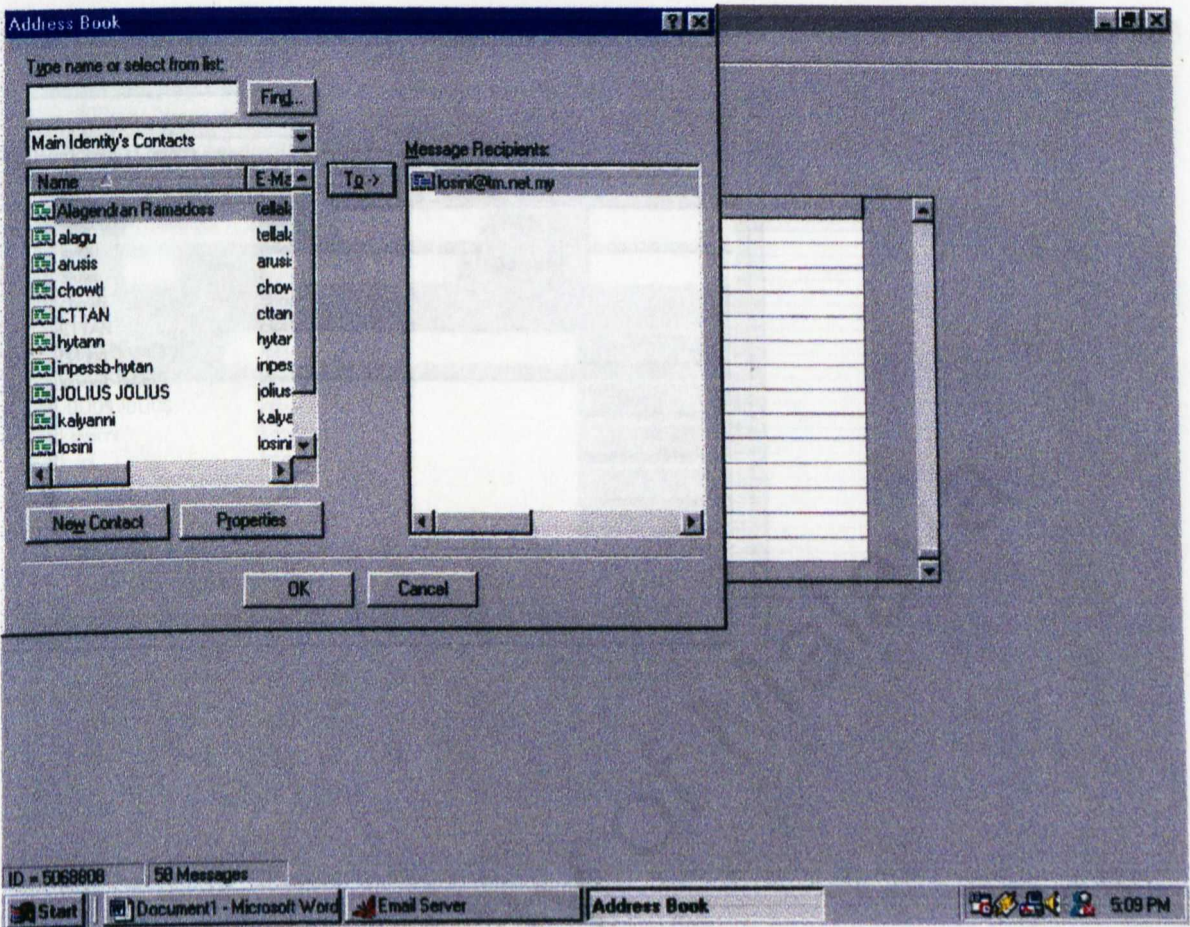 Address Book
Type name or select from list:
Find...
Main Identity's Contacts
Name E-Ma
To ->
Message Recipients:
losini@tm.net.my
Alagendran Ramadoss tellak
alagu tellak
arusis arusis
chowtl chow
CTTAN cttan
hytann hytar
inpessb-hytan inpes
JOLIUS JOLIUS jolius
kalyanni kalya
losini losini
New Contact Properties
OK Cancel
ID = 5068808 58 Messages
Start Document1 - Microsoft Word Email Server Address Book 5:09 PM